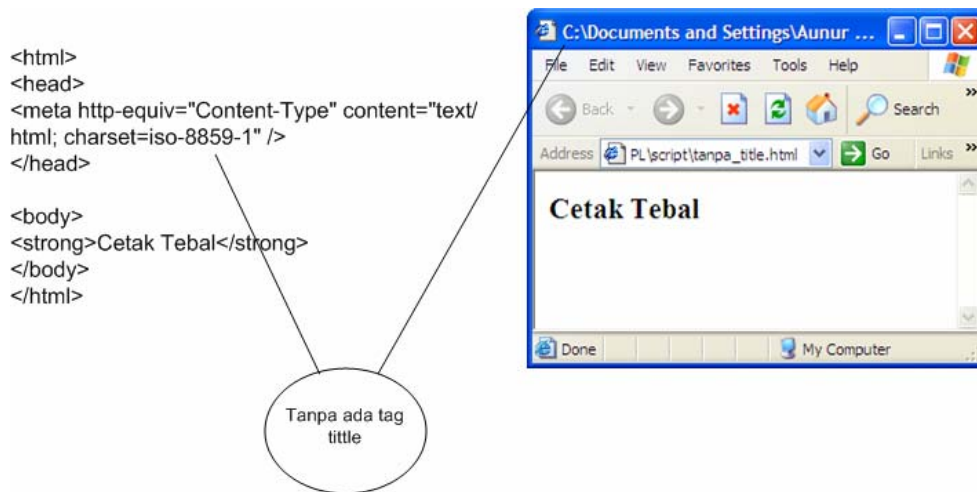 <html>
<head>
<meta http-equiv="Content-Type" content="text/
html; charset=iso-8859-1" />
</head>
<body>
<strong>Cetak Tebal</strong>
</body>
</html>
Tanpa ada tag
tittle
C:\Documents and Settings\Aunur ...
File Edit View Favorites Tools Help
Back Search »
Address PL\script\tanpa_title.html Go Links »
Cetak Tebal
Done My Computer